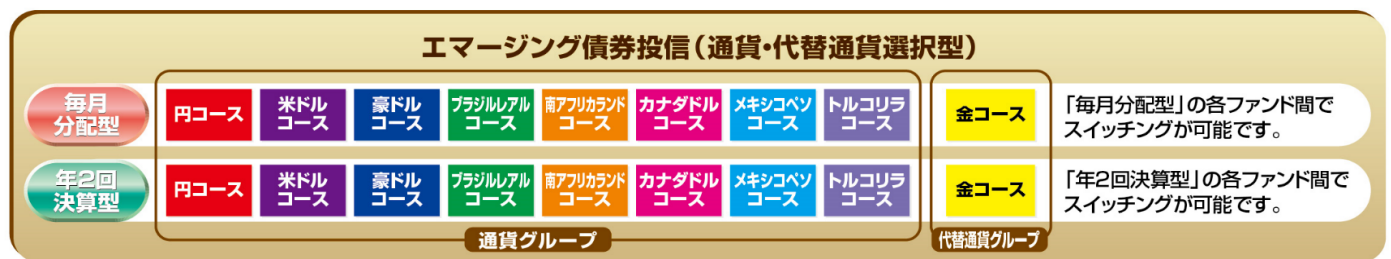 エマージング債券投信(通貨・代替通貨選択型)
毎月
分配型
円コース
米ドル
コース
豪ドル
コース
ブラジルレアル
コース
南アフリカランド
コース
カナダドル
コース
メキシコペソ
コース
トルコリラ
コース
金コース
「毎月分配型」の各ファンド間で
スイッチングが可能です。
年2回
決算型
円コース
米ドル
コース
豪ドル
コース
ブラジルレアル
コース
南アフリカランド
コース
カナダドル
コース
メキシコペソ
コース
トルコリラ
コース
金コース
「年2回決算型」の各ファンド間で
スイッチングが可能です。
通貨グループ
代替通貨グループ